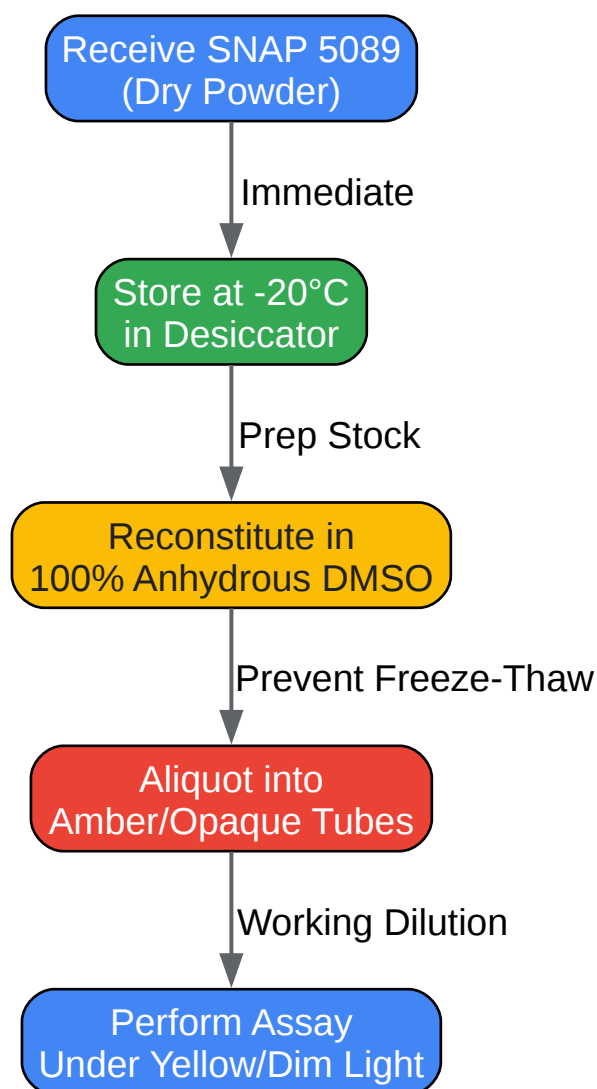 Receive SNAP 5089
(Dry Powder)
Immediate
Store at -20°C
in Desiccator
Prep Stock
Reconstitute in
100% Anhydrous DMSO
Prevent Freeze-Thaw
Aliquot into
Amber/Opaque Tubes
Working Dilution
Perform Assay
Under Yellow/Dim Light